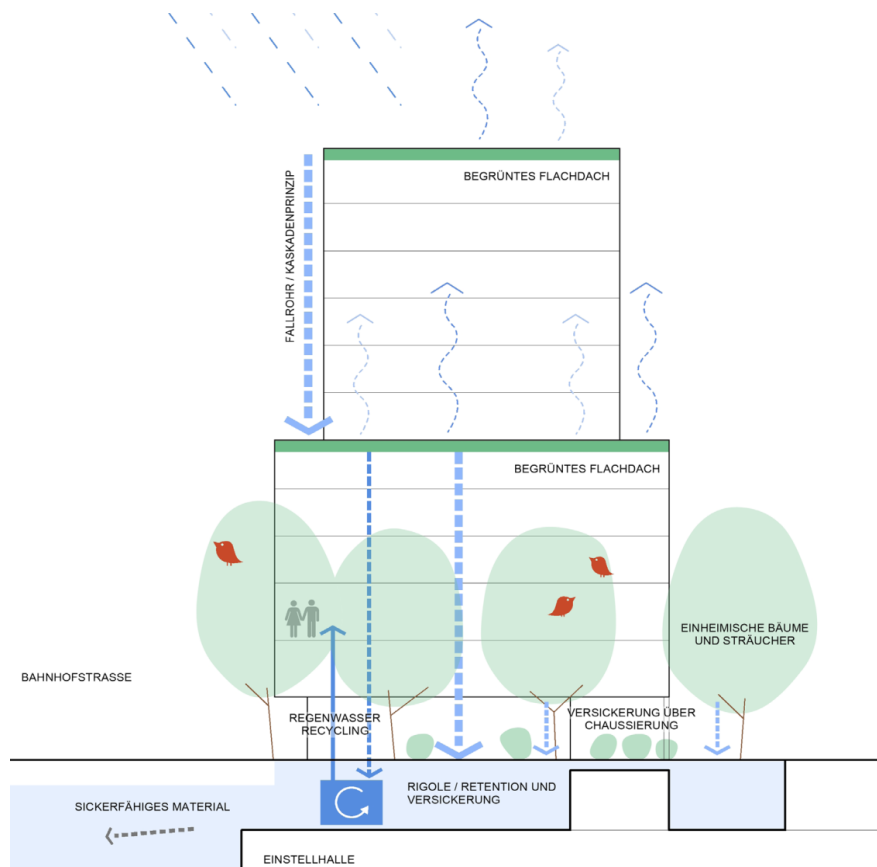 BEGRÜNTES FLACHDACH
FALLROHR / KASKADENPRINZIP
BEGRÜNTES FLACHDACH
EINHEIMISCHE BÄUME
UND STRÄUCHER
BAHNHOFSTRASSE
REGENWASSER
RECYCLING
VERSICKERUNG ÜBER
CHAUSSIERUNG
RIGOLE / RETENTION UND
VERSICKERUNG
SICKERFÄHIGES MATERIAL
EINSTELLHALLE